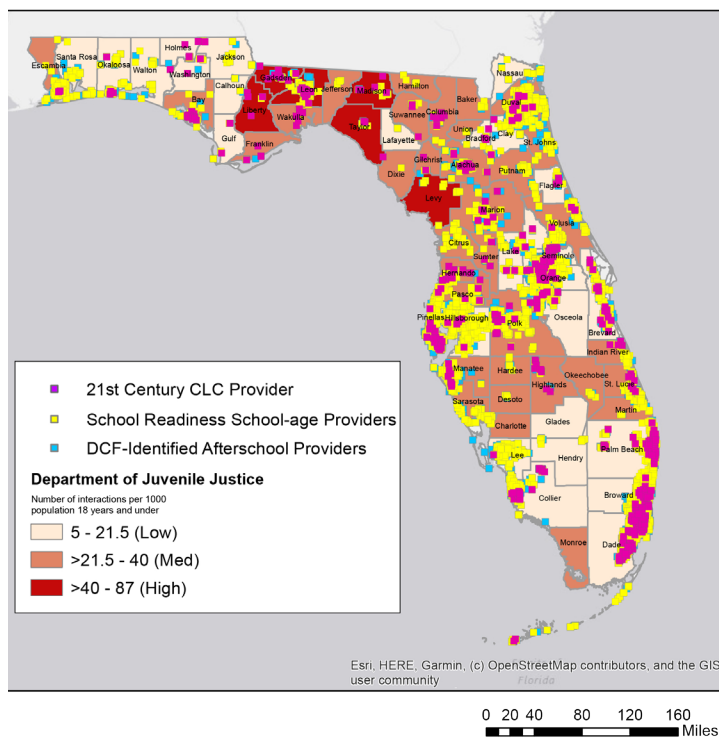 Holmes
Santa Rosa
Jackson
Escambia
Okaloosa
Walton
Washington
Calhoun
Bay
Gulf
Liberty
Franklin
Gadsden
Leon
Jefferson
Madison
Wakulla
Taylor
Hamilton
Suwannee
Columbia
Lafayette
Dixie
Gilchrist
Nassau
Baker
Duval
Union
Bradford
Clay
St. Johns
Alachua
Putnam
Flagler
Levy
Marion
Volusia
Citrus
Lake
Sumter
Seminole
Hernando
Orange
Pasco
Pinellas
Hillsborough
Polk
Osceola
Brevard
Indian River
Manatee
Hardee
Okeechobee
Highlands
St. Lucie
Sarasota
Desoto
Martin
Charlotte
Glades
Lee
Hendry
Palm Beach
Collier
Broward
Monroe
Dade
21st Century CLC Provider
School Readiness School-age Providers
DCF-Identified Afterschool Providers
Department of Juvenile Justice
Number of interactions per 1000
population 18 years and under
5 - 21.5 (Low)
>21.5 - 40 (Med)
>40 - 87 (High)
Esri, HERE, Garmin, (c) OpenStreetMap contributors, and the GIS
user community
Florida
0 20 40 80 120 160
Miles